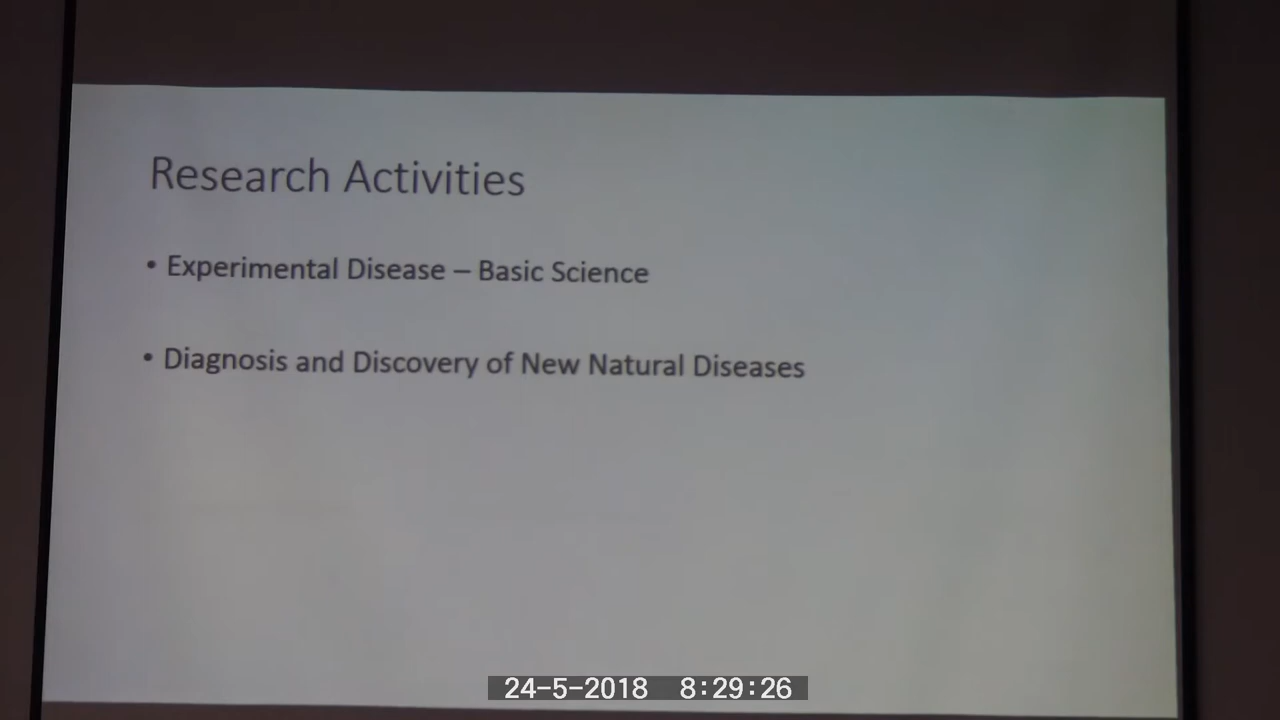 Research Activities
• Experimental Disease – Basic Science
• Diagnosis and Discovery of New Natural Diseases
24-5-2018 8:29:26